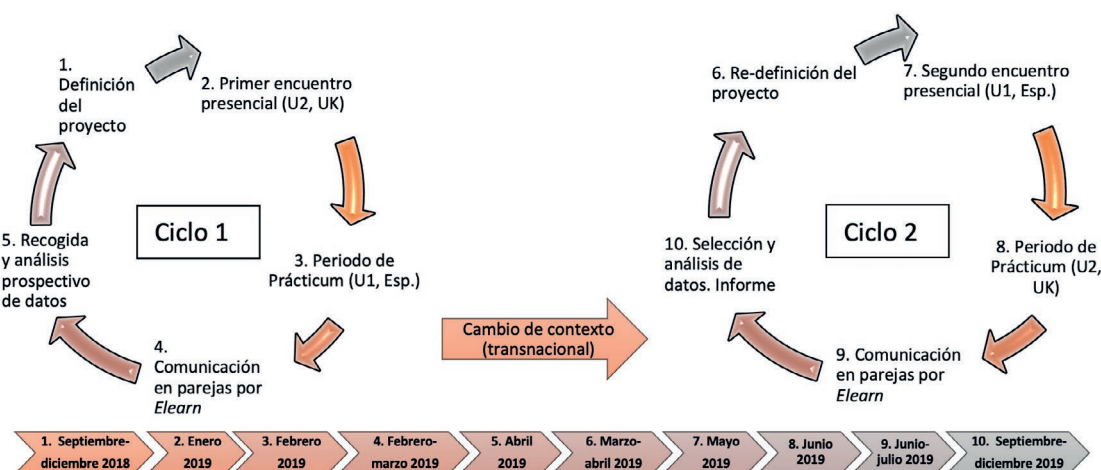 1.
Definición
del
proyecto
2. Primer encuentro
presencial (U2, UK)
3. Periodo de
Prácticum (U1, Esp.)
4.
Comunicación
en parejas por
Elearn
5. Recogida
y análisis
prospectivo
de datos
Ciclo 1
Cambio de contexto
(transnacional)
6. Re-definición del
proyecto
7. Segundo encuentro
presencial (U1, Esp.)
8. Periodo de
Prácticum (U2,
UK)
9. Comunicación
en parejas por
Elearn
10. Selección y
análisis de
datos. Informe
Ciclo 2
1. Septiembre-
diciembre 2018
2. Enero
2019
3. Febrero
2019
4. Febrero-
marzo 2019
5. Abril
2019
6. Marzo-
abril 2019
7. Mayo
2019
8. Junio
2019
9. Junio-
julio 2019
10. Septiembre-
diciembre 2019